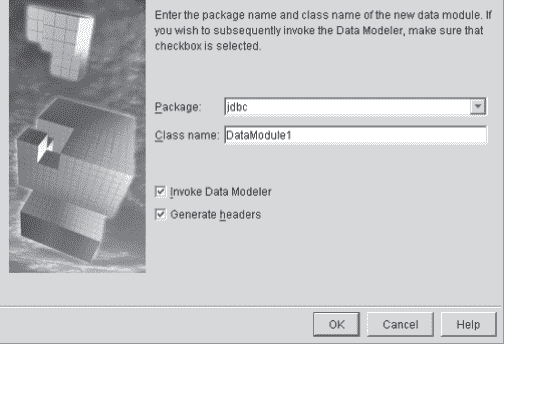 Enter the package name and class name of the new data module. If
you wish to subsequently invoke the Data Modeler, make sure that
checkbox is selected.
Package: jdbc
Class name: DataModule1
Invoke Data Modeler
Generate headers
OK Cancel Help